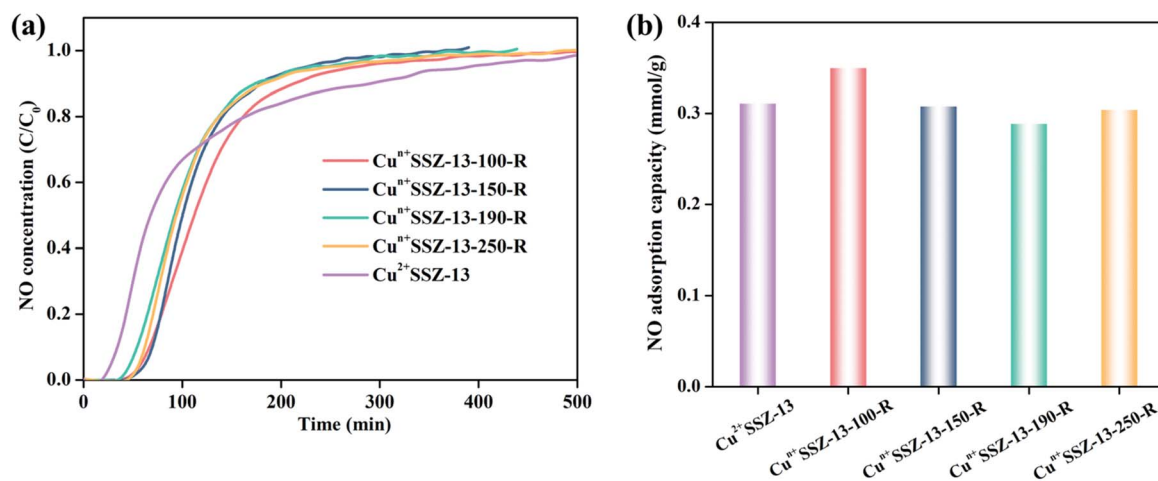 (a)
NO concentration (C/C₀)
1.0
0.8
0.6
0.4
0.2
0.0
Cuⁿ⁺SSZ-13-100-R
Cuⁿ⁺SSZ-13-150-R
Cuⁿ⁺SSZ-13-190-R
Cuⁿ⁺SSZ-13-250-R
Cu²⁺SSZ-13
0 100 200 300 400 500
Time (min)
(b)
NO adsorption capacity (mmol/g)
0.4
0.3
0.2
0.1
0.0
Cu²⁺SSZ-13
Cuⁿ⁺SSZ-13-100-R
Cuⁿ⁺SSZ-13-150-R
Cuⁿ⁺SSZ-13-190-R
Cuⁿ⁺SSZ-13-250-R